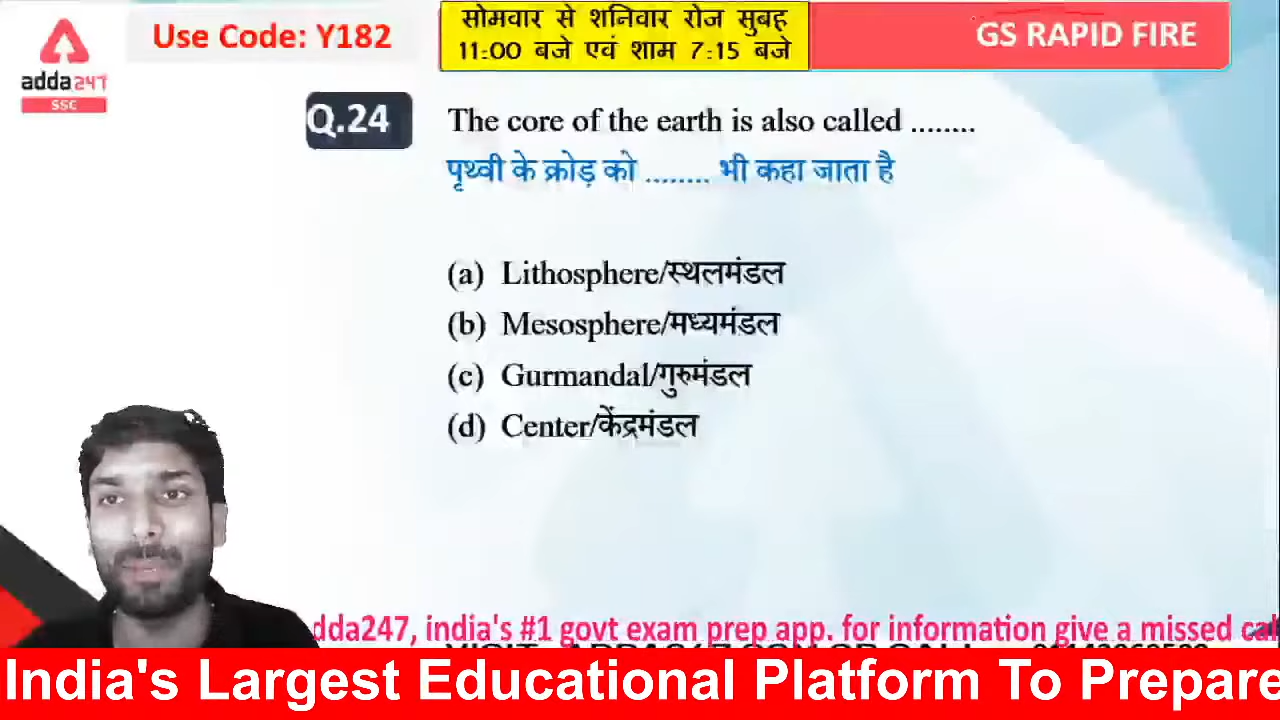 Use Code: Y182
सोमवार से शनिवार रोज सुबह
11:00 बजे एवं शाम 7:15 बजे
GS RAPID FIRE
adda247
SSC
Q.24
The core of the earth is also called ........
पृथ्वी के क्रोड़ को ........ भी कहा जाता है
(a) Lithosphere/स्थलमंडल
(b) Mesosphere/मध्यमंडल
(c) Gurmandal/गुरुमंडल
(d) Center/केंद्रमंडल
dda247, india's #1 govt exam prep app. for information give a missed cal
India's Largest Educational Platform To Prepare